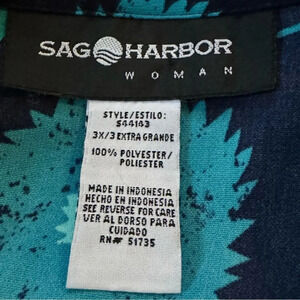 SAG HARBOR
WOMAN
STYLE/ESTILO:
S44143
3X/3 EXTRA GRANDE
100% POLYESTER/
POLIESTER
MADE IN INDONESIA
HECHO EN INDONESIA
SEE REVERSE FOR CARE
VER AL DORSO PARA
CUIDADO
RN# 51735